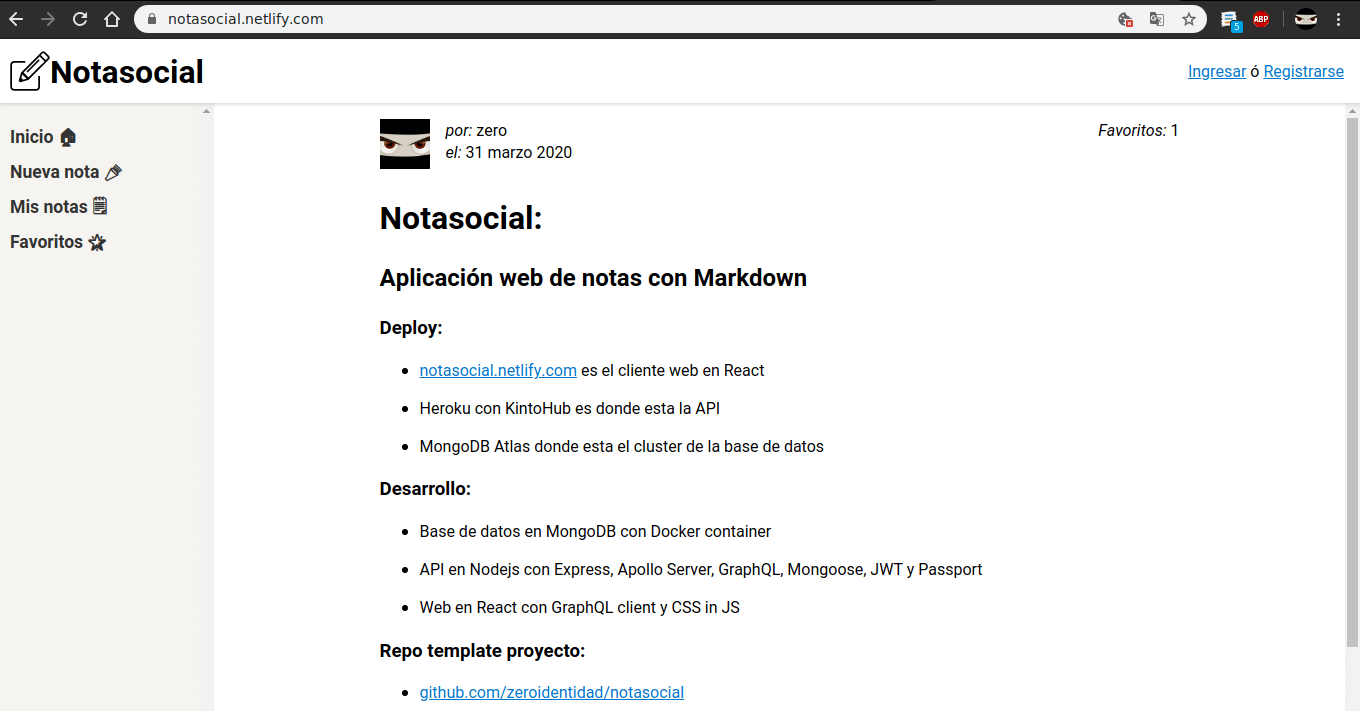 notasocial.netlify.com
5
ABP
Notasocial
Ingresar ó Registrarse
Inicio
Nueva nota
Mis notas
Favoritos
por: zero
el: 31 marzo 2020
Favoritos: 1
Notasocial:
Aplicación web de notas con Markdown
Deploy:
notasocial.netlify.com es el cliente web en React
Heroku con KintoHub es donde esta la API
MongoDB Atlas donde esta el cluster de la base de datos
Desarrollo:
Base de datos en MongoDB con Docker container
API en Nodejs con Express, Apollo Server, GraphQL, Mongoose, JWT y Passport
Web en React con GraphQL client y CSS in JS
Repo template proyecto:
github.com/zeroidentidad/notasocial